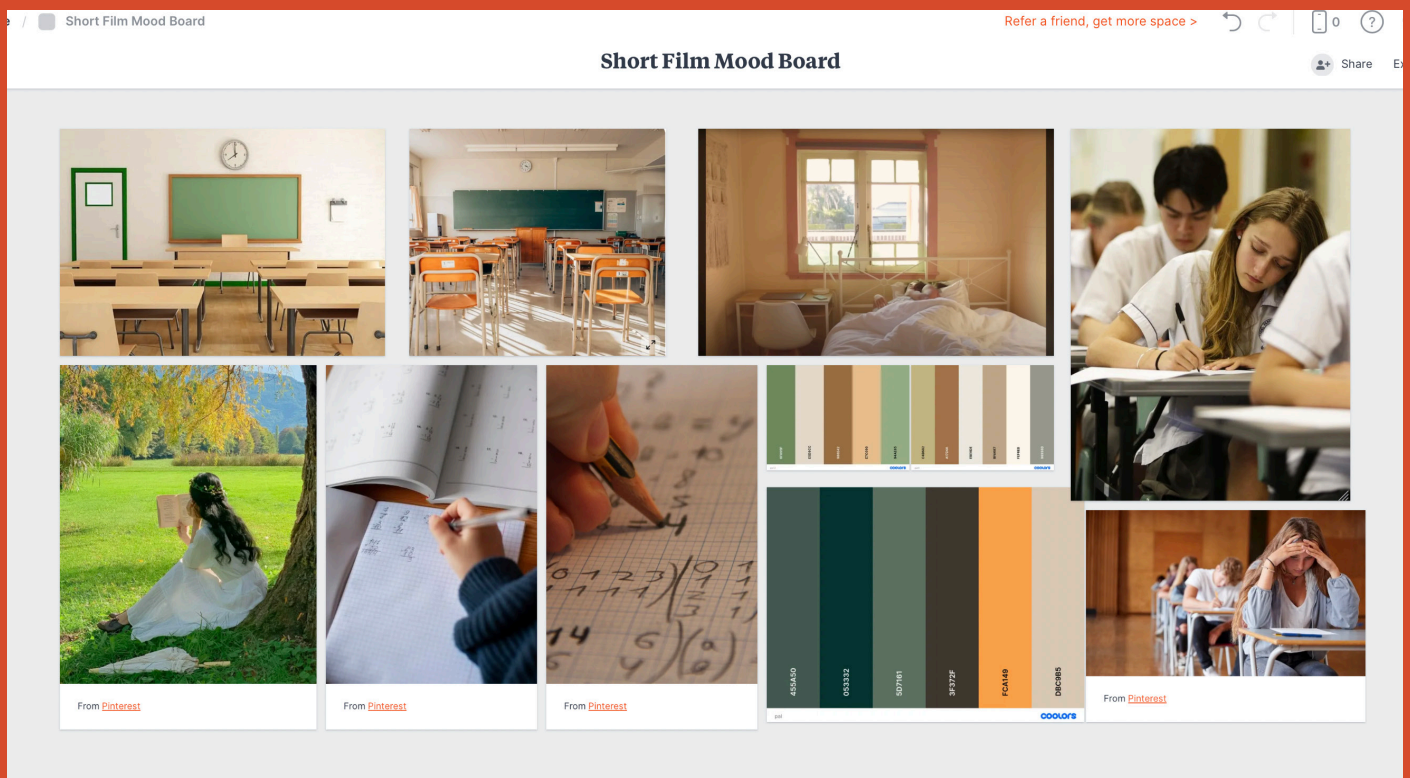 / Short Film Mood Board
Refer a friend, get more space >
0
?
Short Film Mood Board
Share
From Pinterest
From Pinterest
From Pinterest
coolors
coolors
455A50
053332
5D7161
3F372F
FCA149
DBC9B5
coolors
From Pinterest